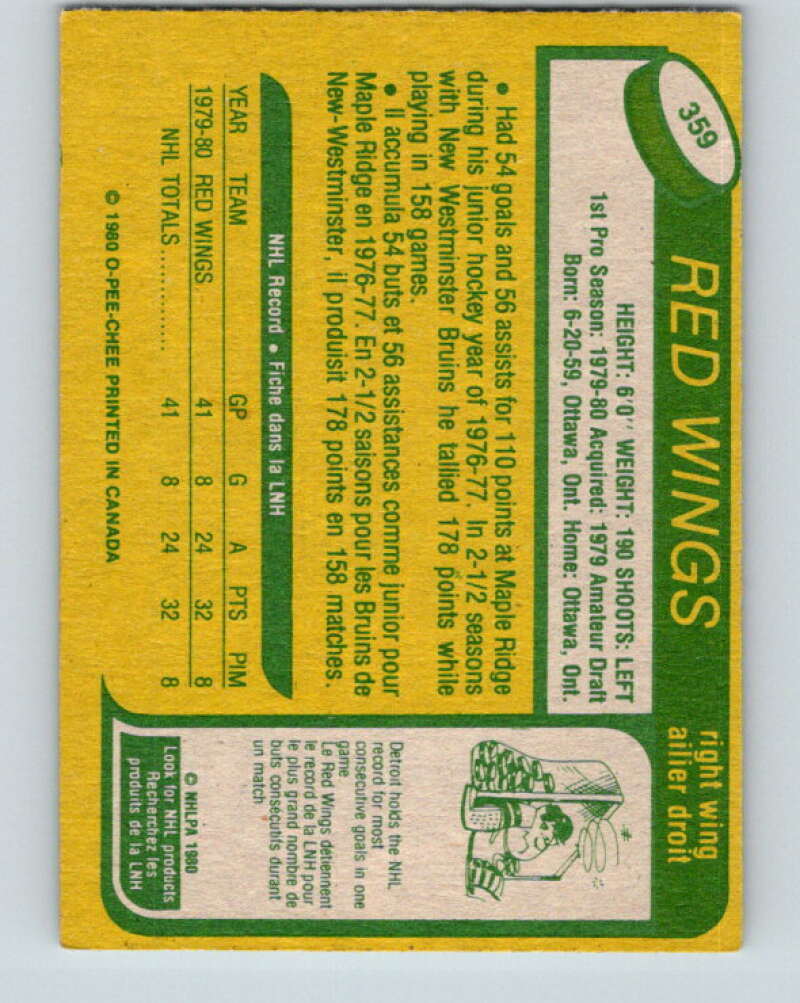 359
RED WINGS
right wing
ailier droit
HEIGHT: 6'0" WEIGHT: 190 SHOOTS: LEFT
1st Pro Season: 1979-80 Acquired: 1979 Amateur Draft
Born: 6-20-59, Ottawa, Ont. Home: Ottawa, Ont.
• Had 54 goals and 56 assists for 110 points at Maple Ridge
during his junior hockey year of 1976-77. In 2-1/2 seasons
with New Westminster Bruins he tallied 178 points while
playing in 158 games.
• Il accumula 54 buts et 56 assistances comme junior pour
Maple Ridge en 1976-77. En 2-1/2 saisons pour les Bruins de
New-Westminster, il produisit 178 points en 158 matches.
NHL Record • Fiche dans la LNH
YEAR TEAM GP G A PTS PIM
1979-80 RED WINGS 41 8 24 32 8
NHL TOTALS .............. 41 8 24 32 8
© 1980 O-PEE-CHEE PRINTED IN CANADA
Detroit holds the NHL
record for most
consecutive goals in one
game
Le Red Wings détiennent
le record de la LNH pour
le plus grand nombre de
buts consécutifs durant
un match
© NHLPA 1980
Look for NHL products
Recherchez les
produits de la LNH